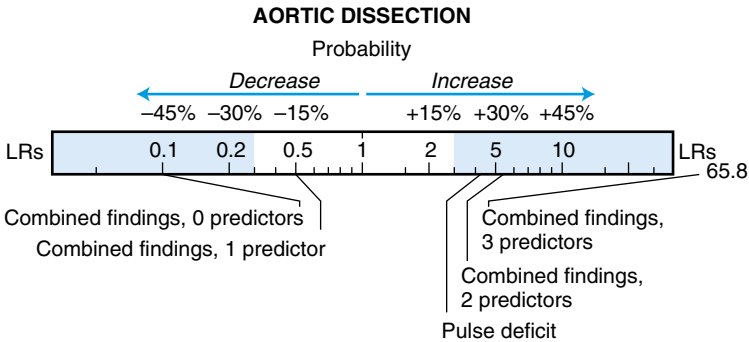 AORTIC DISSECTION
Probability
Decrease Increase
–45% –30% –15% +15% +30% +45%
LRs 0.1 0.2 0.5 1 2 5 10 LRs
65.8
Combined findings, 0 predictors
Combined findings, 1 predictor
Combined findings,
3 predictors
Combined findings,
2 predictors
Pulse deficit